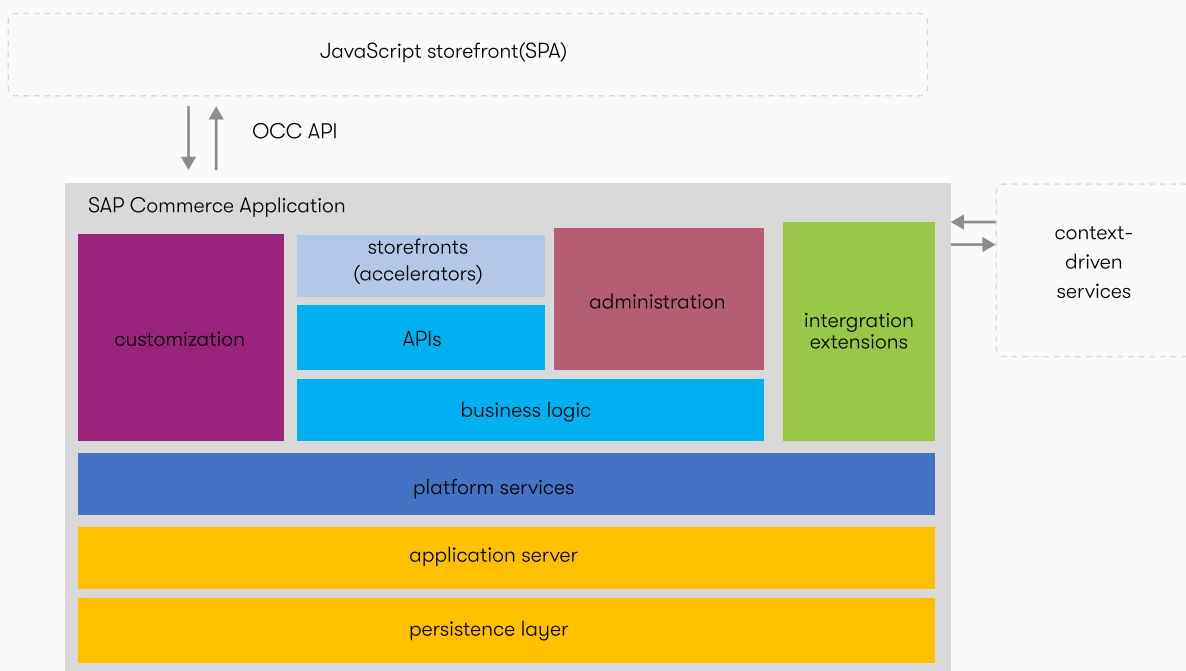 JavaScript storefront(SPA)
OCC API
SAP Commerce Application
storefronts
(accelerators)
administration
customization
APIs
intergration
extensions
business logic
platform services
application server
persistence layer
context-
driven
services